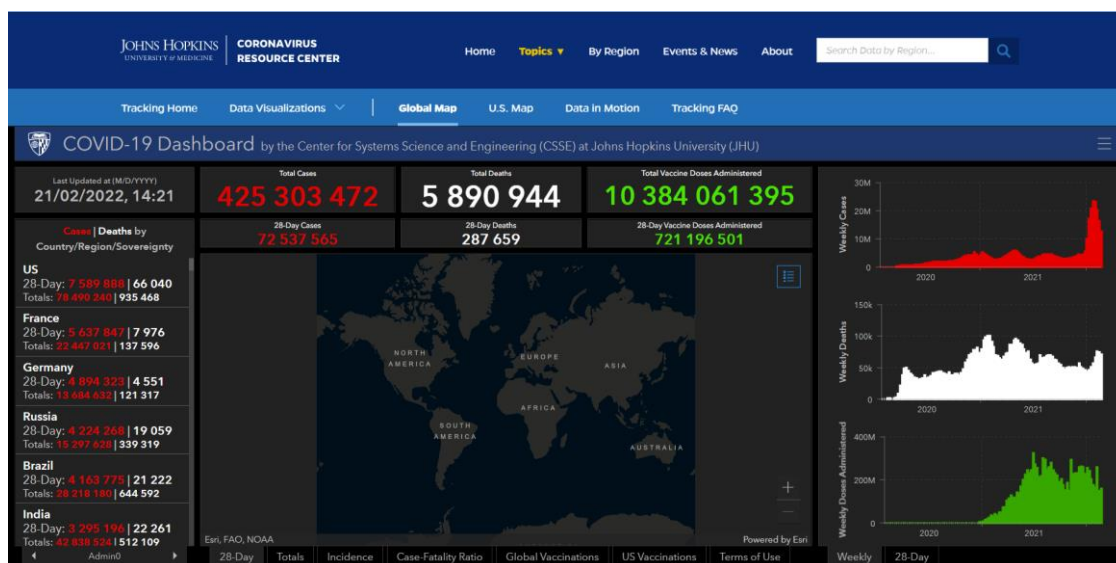 JOHNS HOPKINS
UNIVERSITY & MEDICINE
CORONAVIRUS
RESOURCE CENTER
Home
Topics ▼
By Region
Events & News
About
Search Data by Region...
Tracking Home
Data Visualizations
Global Map
U.S. Map
Data in Motion
Tracking FAQ
COVID-19 Dashboard by the Center for Systems Science and Engineering (CSSE) at Johns Hopkins University (JHU)
Last Updated at (M/D/YYYY)
21/02/2022, 14:21
Total Cases
425 303 472
Total Deaths
5 890 944
Total Vaccine Doses Administered
10 384 061 395
28-Day Cases
72 537 565
28-Day Deaths
287 659
28-Day Vaccine Doses Administered
721 196 501
Cases | Deaths by
Country/Region/Sovereignty
US
28-Day: 7 589 888 | 66 040
Totals: 78 490 240 | 935 468
France
28-Day: 5 637 847 | 7 976
Totals: 22 447 021 | 137 596
Germany
28-Day: 4 894 323 | 4 551
Totals: 13 684 632 | 121 317
Russia
28-Day: 4 224 268 | 19 059
Totals: 15 297 628 | 339 319
Brazil
28-Day: 4 163 775 | 21 222
Totals: 28 218 180 | 644 592
India
28-Day: 3 295 196 | 22 261
Totals: 42 838 524 | 512 109
Admin0
NORTH
AMERICA
EUROPE
ASIA
AFRICA
SOUTH
AMERICA
AUSTRALIA
Esri, FAO, NOAA
Powered by Esri
28-Day
Totals
Incidence
Case-Fatality Ratio
Global Vaccinations
US Vaccinations
Terms of Use
Weekly Cases
30M
20M
10M
0
2020
2021
Weekly Deaths
150k
100k
50k
0
2020
2021
Weekly Doses Administered
400M
200M
0
2020
2021
Weekly
28-Day